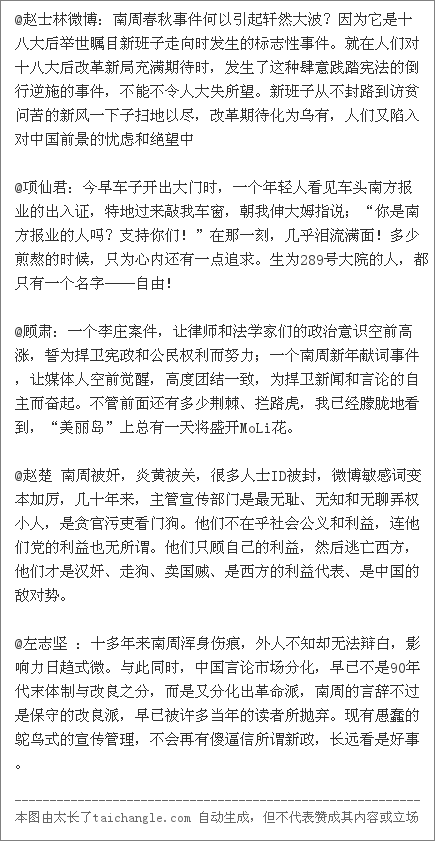 @赵士林微博：南周春秋事件何以引起轩然大波？因为它是十
八大后举世瞩目新班子走向时发生的标志性事件。就在人们对
十八大后改革新局充满期待时，发生了这种肆意践踏宪法的倒
行逆施的事件，不能不令人大失所望。新班子从不封路到访贫
问苦的新风一下子扫地以尽，改革期待化为乌有，人们又陷入
对中国前景的忧虑和绝望中
@项仙君：今早车子开出大门时，一个年轻人看见车头南方报
业的出入证，特地过来敲我车窗，朝我伸大姆指说；“你是南
方报业的人吗？支持你们！”在那一刻，几乎泪流满面！多少
煎熬的时候，只为心内还有一点追求。生为289号大院的人，都
只有一个名字——自由！
@顾肃：一个李庄案件，让律师和法学家们的政治意识空前高
涨，誓为捍卫宪政和公民权利而努力；一个南周新年献词事件
，让媒体人空前觉醒，高度团结一致，为捍卫新闻和言论的自
主而奋起。不管前面还有多少荆棘、拦路虎，我已经朦胧地看
到，“美丽岛”上总有一天将盛开MoLi花。
@赵楚 南周被奸，炎黄被关，很多人士ID被封，微博敏感词变
本加厉，几十年来，主管宣传部门是最无耻、无知和无聊弄权
小人，是贪官污吏看门狗。他们不在乎社会公义和利益，连他
们党的利益也无所谓。他们只顾自己的利益，然后逃亡西方，
他们才是汉奸、走狗、卖国贼、是西方的利益代表、是中国的
敌对势。
@左志坚 ：十多年来南周浑身伤痕，外人不知却无法辩白，影
响力日趋式微。与此同时，中国言论市场分化，早已不是90年
代末体制与改良之分，而是又分化出革命派，南周的言辞不过
是保守的改良派，早已被许多当年的读者所抛弃。现有愚蠢的
鸵鸟式的宣传管理，不会再有傻逼信所谓新政，长远看是好事
。
本图由太长了taichangle.com 自动生成，但不代表赞成其内容或立场